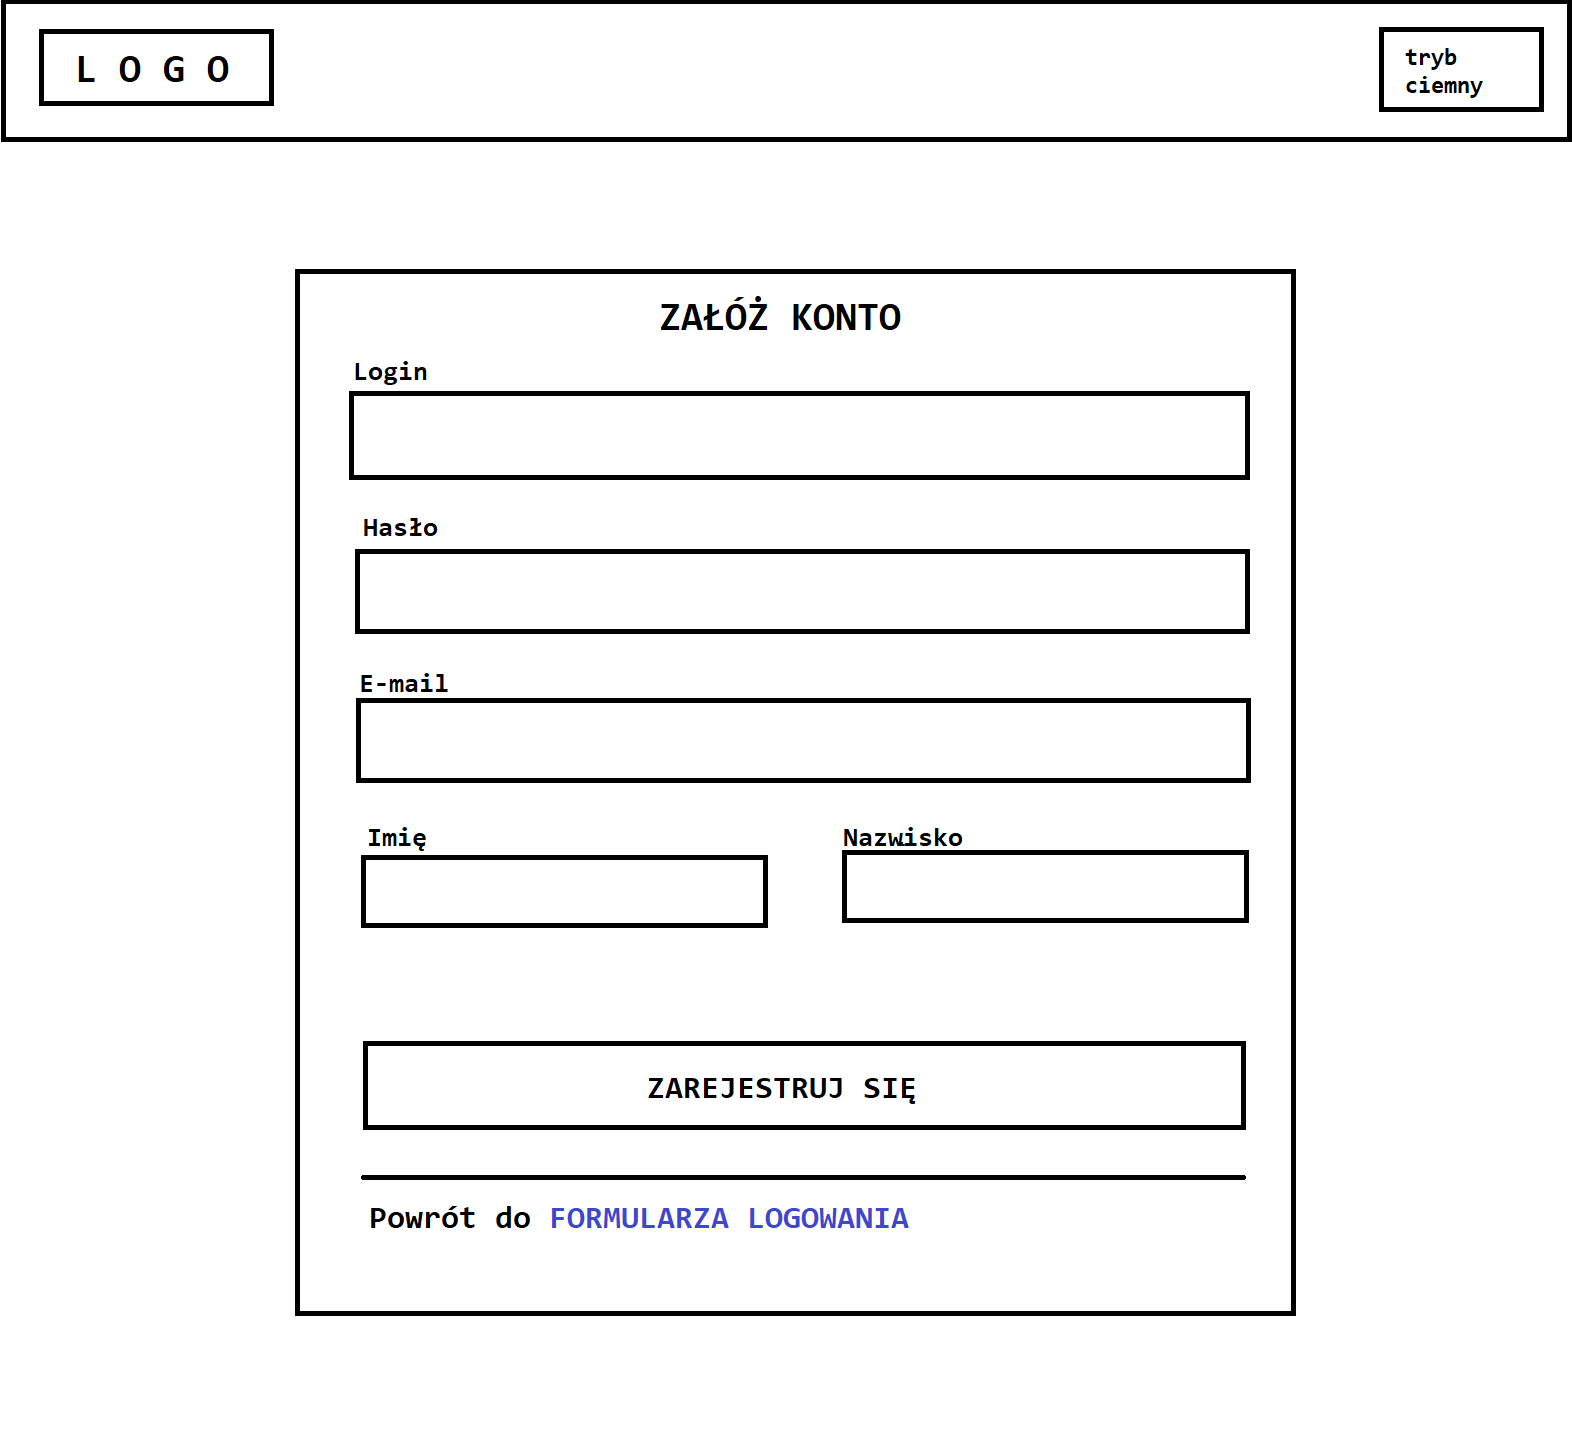 L O G O
tryb
ciemny
ZAŁÓŻ KONTO
Login
Hasło
E-mail
Imię
Nazwisko
ZAREJESTRUJ SIĘ
Powrót do FORMULARZA LOGOWANIA